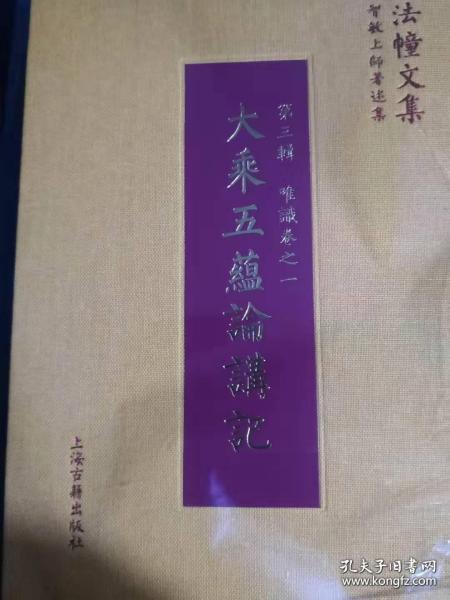 法幢文集
智敏上師著述集
第三輯 唯識卷之一
大乘五蘊論講記
上海古籍出版社
孔夫子旧书网
www.kongfz.com